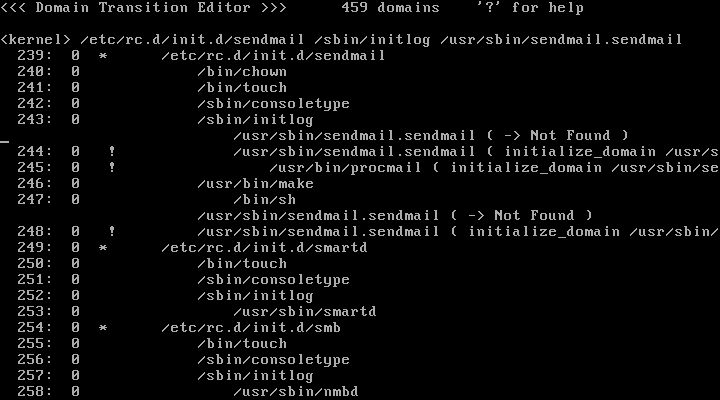 <<< Domain Transition Editor >>>      459 domains    '?' for help
<kernel> /etc/rc.d/init.d/sendmail /sbin/initlog /usr/sbin/sendmail.sendmail
239:  0  *      /etc/rc.d/init.d/sendmail
240:  0             /bin/chown
241:  0             /bin/touch
242:  0             /sbin/consoletype
243:  0             /sbin/initlog
/usr/sbin/sendmail.sendmail ( -> Not Found )
244:  0   !             /usr/sbin/sendmail.sendmail ( initialize_domain /usr/s
245:  0   !                 /usr/bin/procmail ( initialize_domain /usr/sbin/se
246:  0             /usr/bin/make
247:  0                 /bin/sh
/usr/sbin/sendmail.sendmail ( -> Not Found )
248:  0   !         /usr/sbin/sendmail.sendmail ( initialize_domain /usr/sbin/
249:  0  *      /etc/rc.d/init.d/smartd
250:  0             /bin/touch
251:  0             /sbin/consoletype
252:  0             /sbin/initlog
253:  0                 /usr/sbin/smartd
254:  0  *      /etc/rc.d/init.d/smb
255:  0             /bin/touch
256:  0             /sbin/consoletype
257:  0             /sbin/initlog
258:  0                 /usr/sbin/nmbd